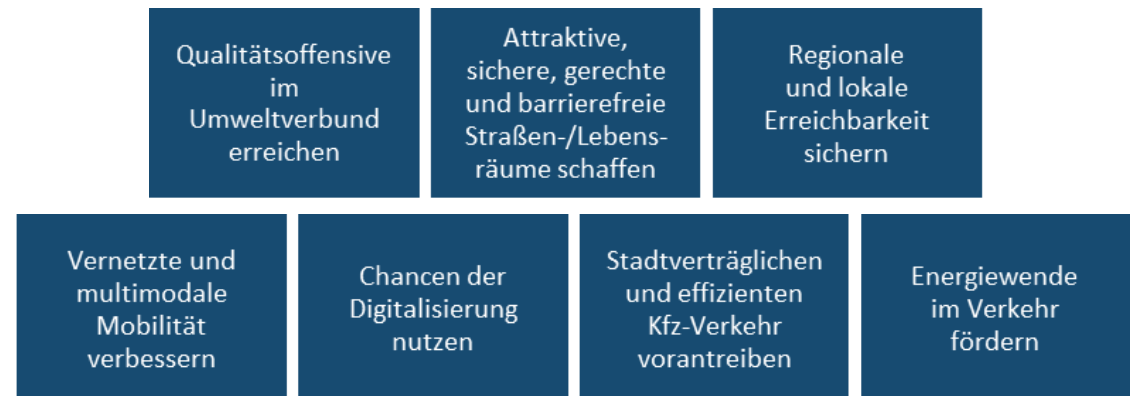 Qualitätsoffensive
im
Umweltverbund
erreichen
Attraktive,
sichere, gerechte
und barrierefreie
Straßen-/Lebens-
räume schaffen
Regionale
und lokale
Erreichbarkeit
sichern
Vernetzte und
multimodale
Mobilität
verbessern
Chancen der
Digitalisierung
nutzen
Stadtverträglichen
und effizienten
Kfz-Verkehr
vorantreiben
Energiewende
im Verkehr
fördern